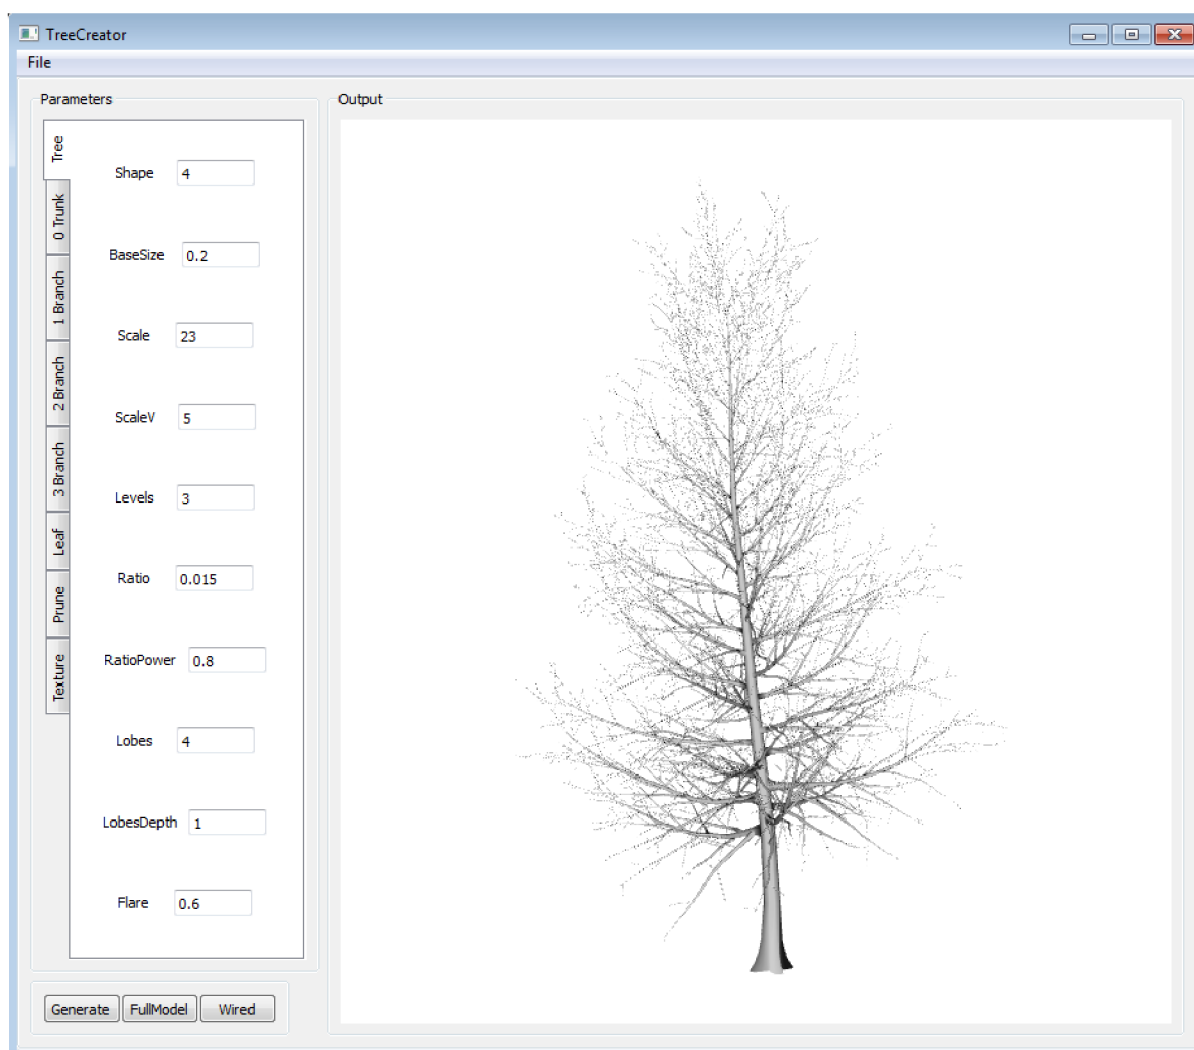 TreeCreator
File
Parameters
Output
Tree
0 Trunk
1 Branch
2 Branch
3 Branch
Leaf
Prune
Texture
Shape 4
BaseSize 0.2
Scale 23
ScaleV 5
Levels 3
Ratio 0.015
RatioPower 0.8
Lobes 4
LobesDepth 1
Flare 0.6
Generate FullModel Wired